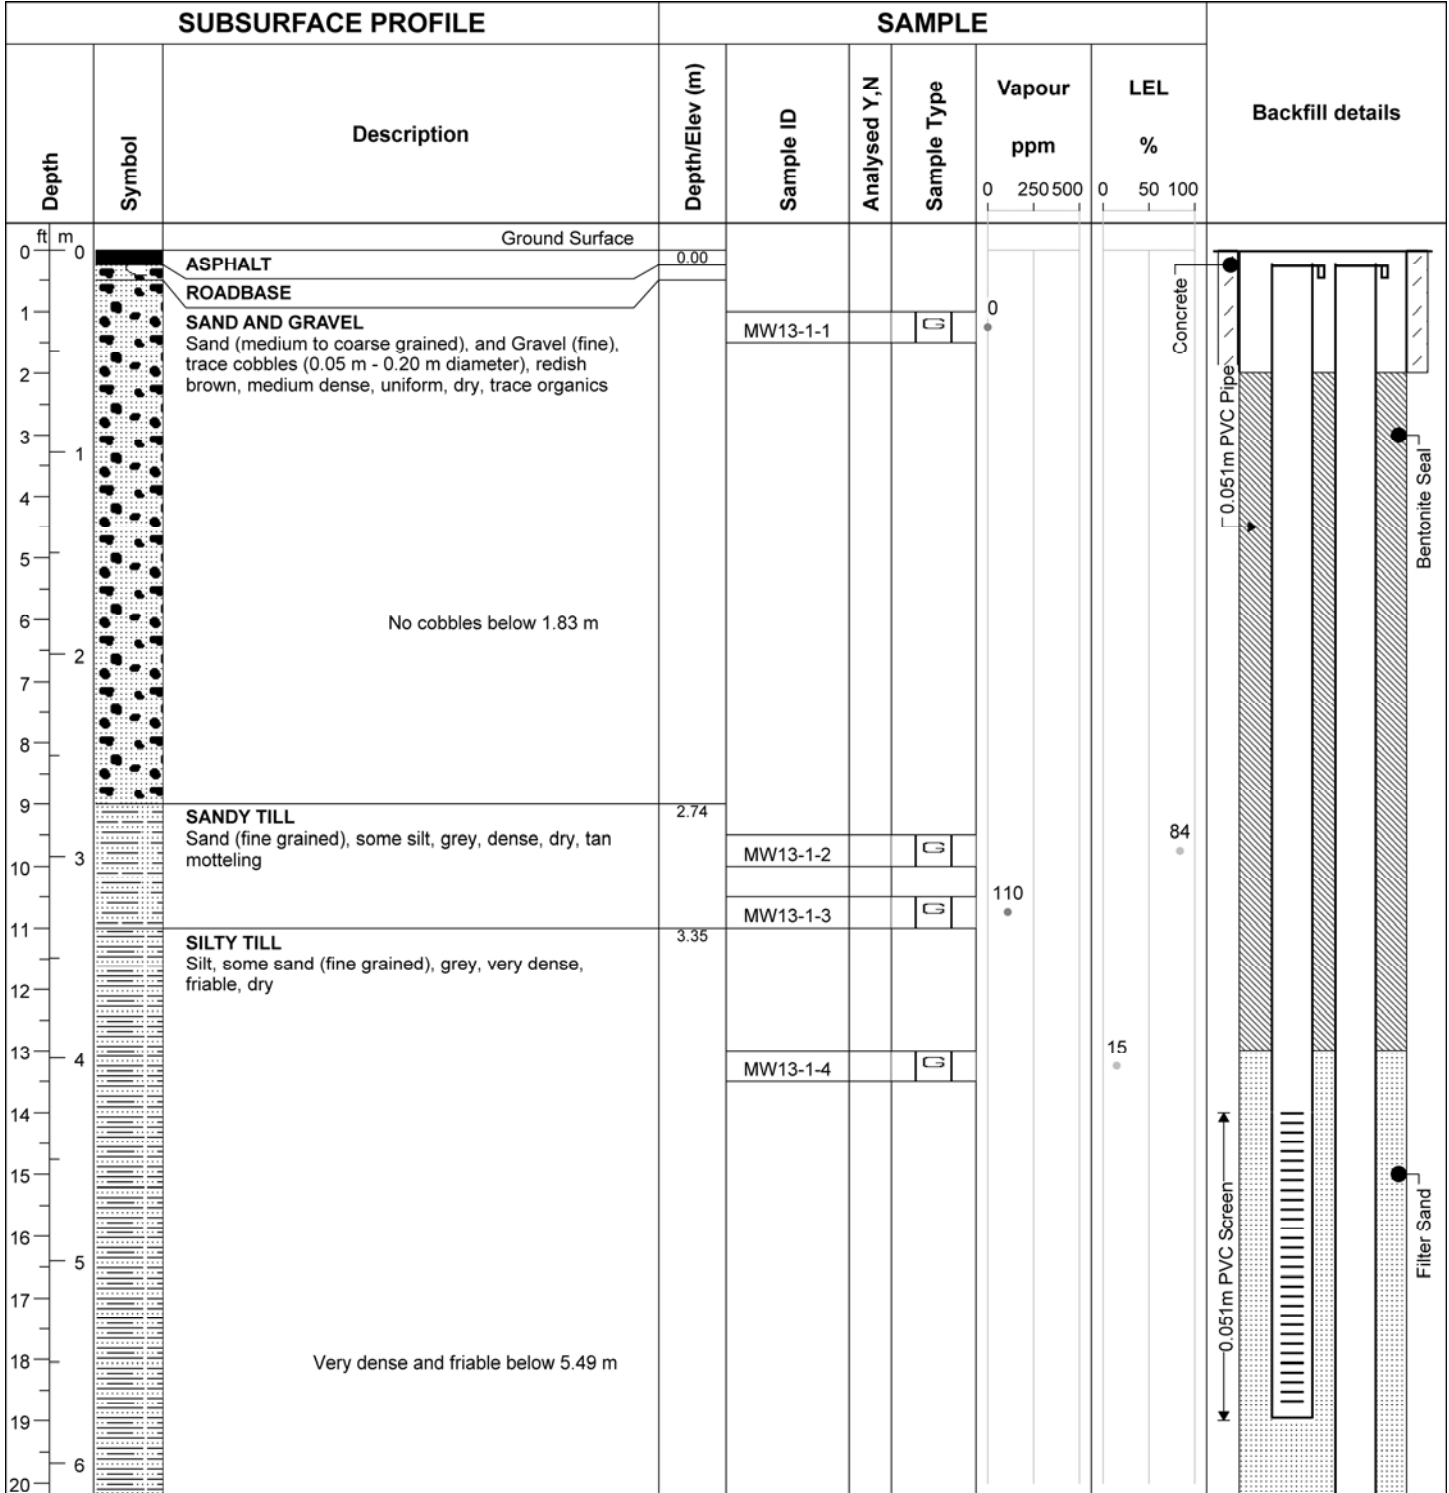 SUBSURFACE PROFILE
SAMPLE
Depth
Symbol
Description
Depth/Elev (m)
Sample ID
Analysed Y,N
Sample Type
Vapour
ppm
0 250 500
LEL
%
0 50 100
Backfill details
ft m
Ground Surface
0 0
ASPHALT
0.00
ROADBASE
SAND AND GRAVEL
Sand (medium to coarse grained), and Gravel (fine),
trace cobbles (0.05 m - 0.20 m diameter), redish
brown, medium dense, uniform, dry, trace organics
1
MW13-1-1
G
0
Concrete
2
0.051m PVC Pipe
3
1
Bentonite Seal
4
5
6
No cobbles below 1.83 m
2
7
8
9
SANDY TILL
2.74
Sand (fine grained), some silt, grey, dense, dry, tan
motteling
3
MW13-1-2
G
84
10
MW13-1-3
G
110
11
SILTY TILL
3.35
Silt, some sand (fine grained), grey, very dense,
friable, dry
12
13
4
MW13-1-4
G
15
14
15
0.051m PVC Screen
Filter Sand
16
5
17
18
Very dense and friable below 5.49 m
19
6
20